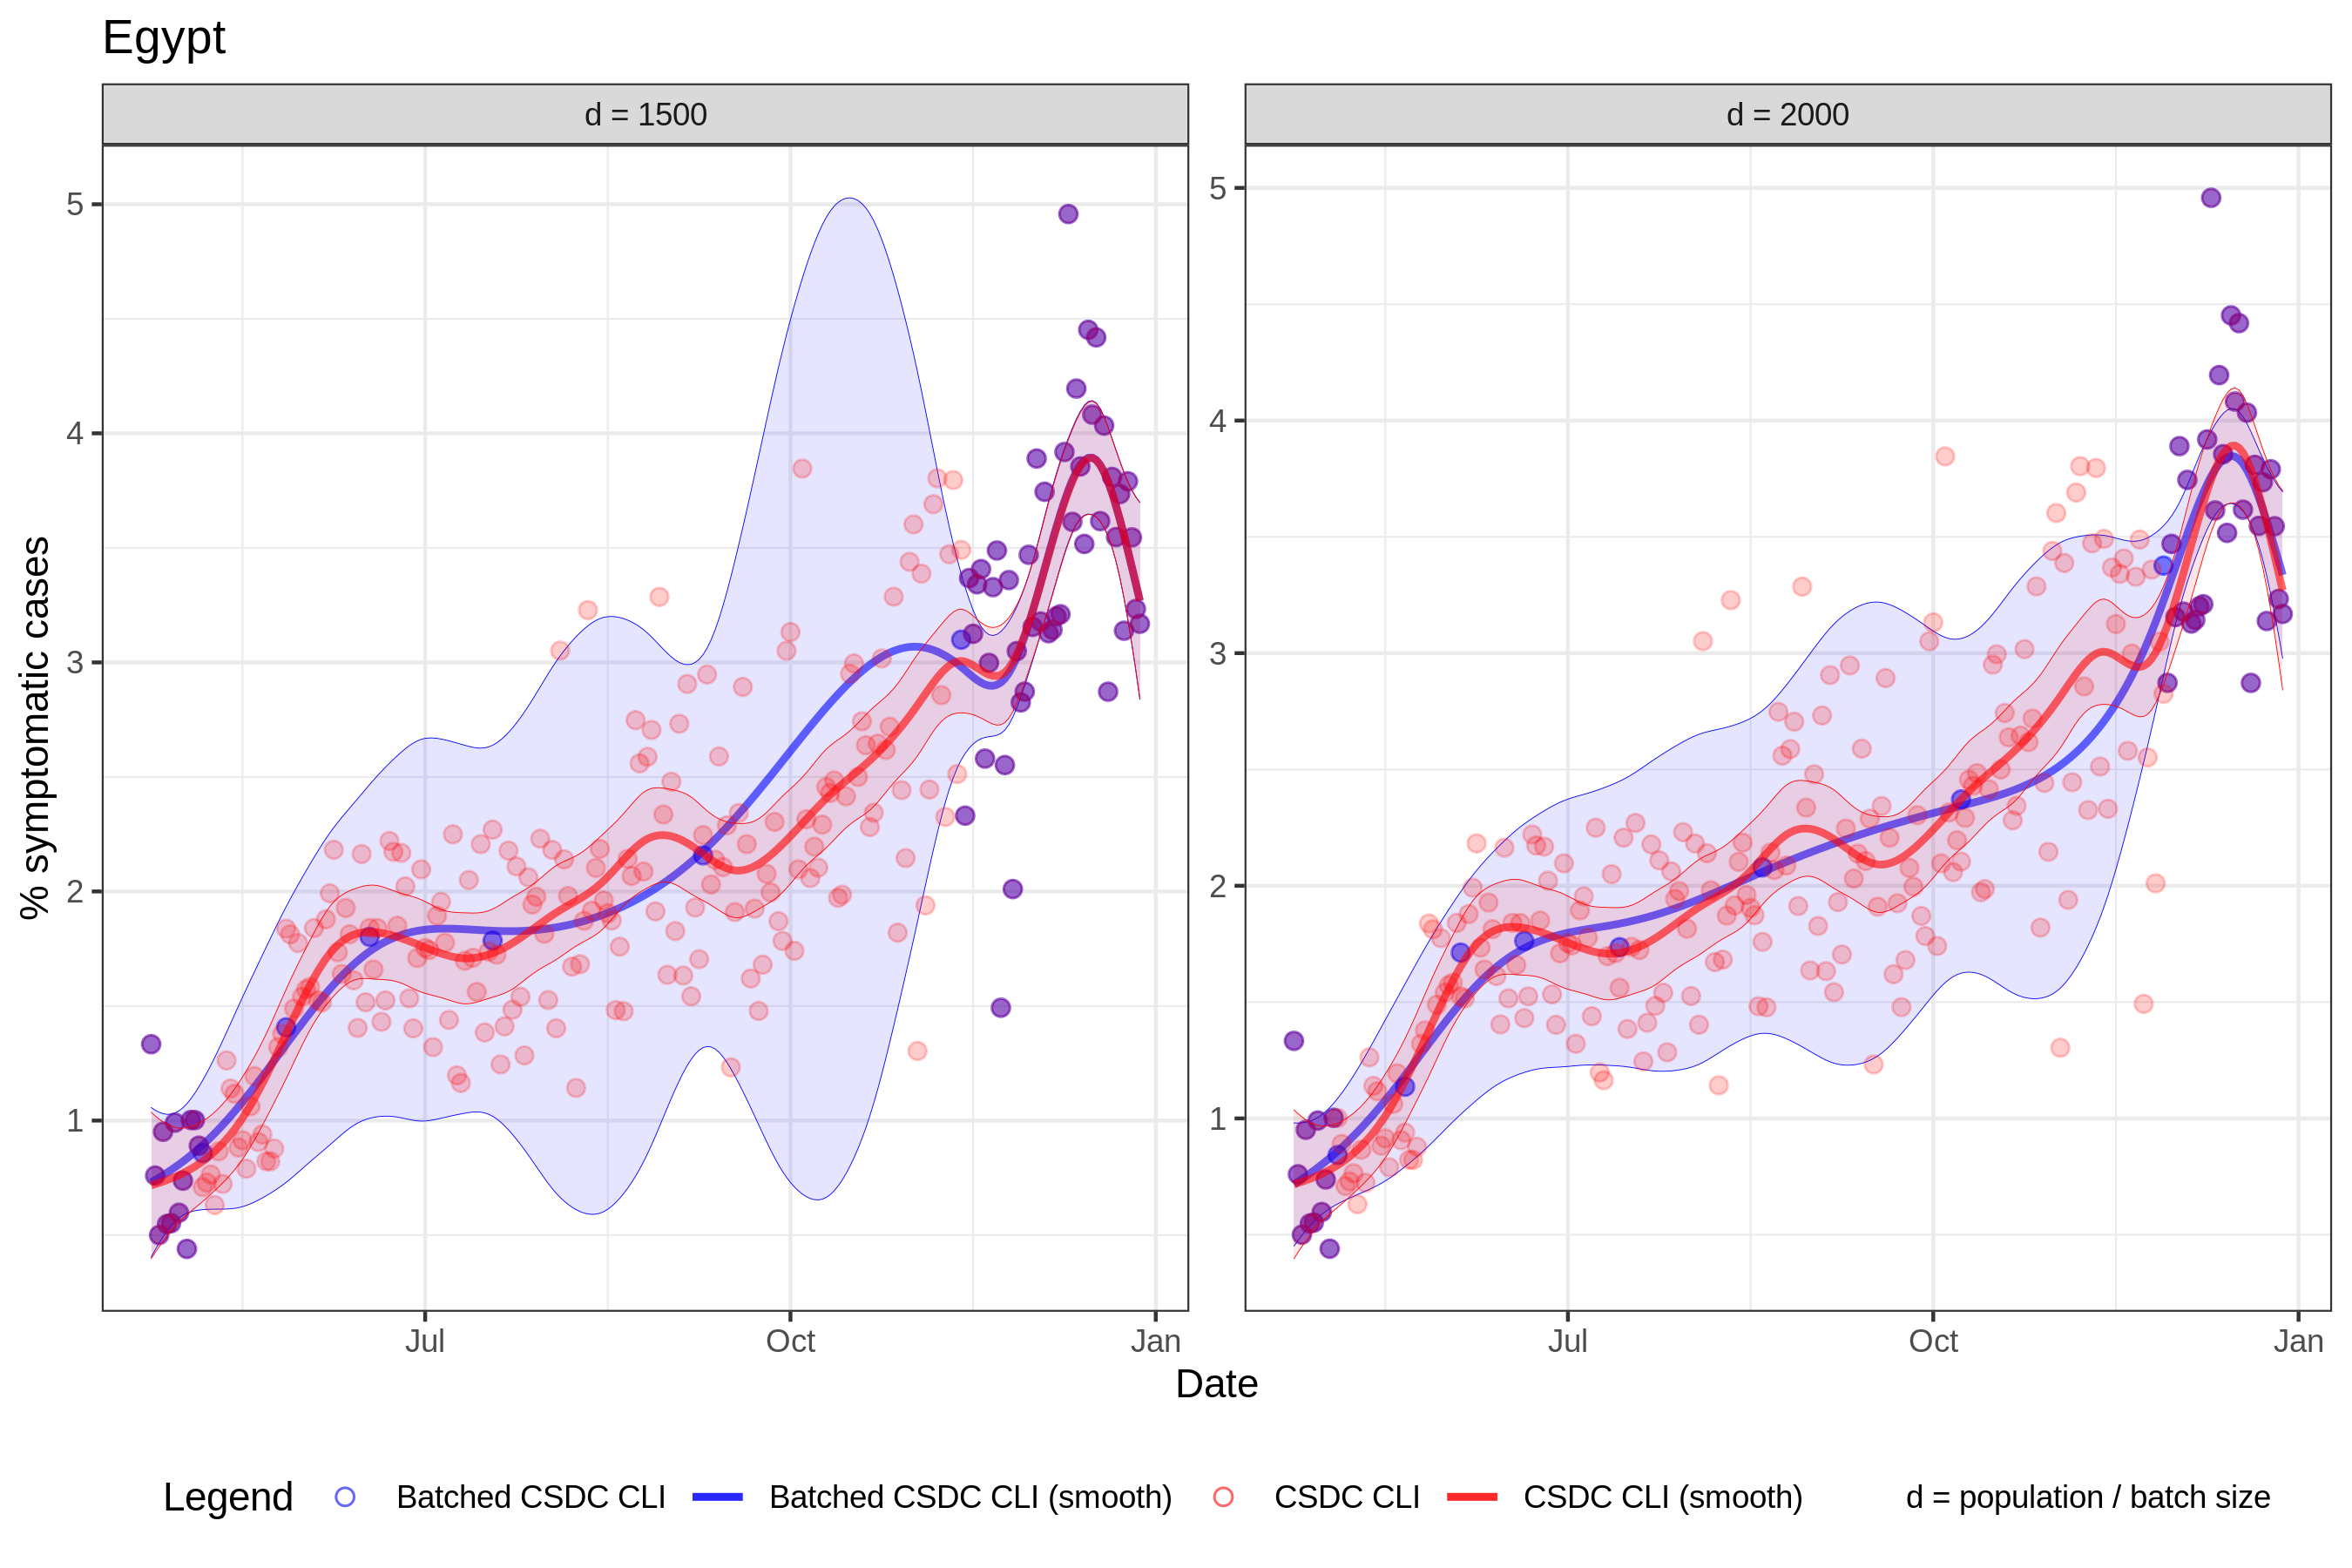 Egypt
d = 1500
d = 2000
% symptomatic cases
5
4
3
2
1
5
4
3
2
1
Jul
Oct
Jan
Jul
Oct
Jan
Date
Legend
Batched CSDC CLI
Batched CSDC CLI (smooth)
CSDC CLI
CSDC CLI (smooth)
d = population / batch size